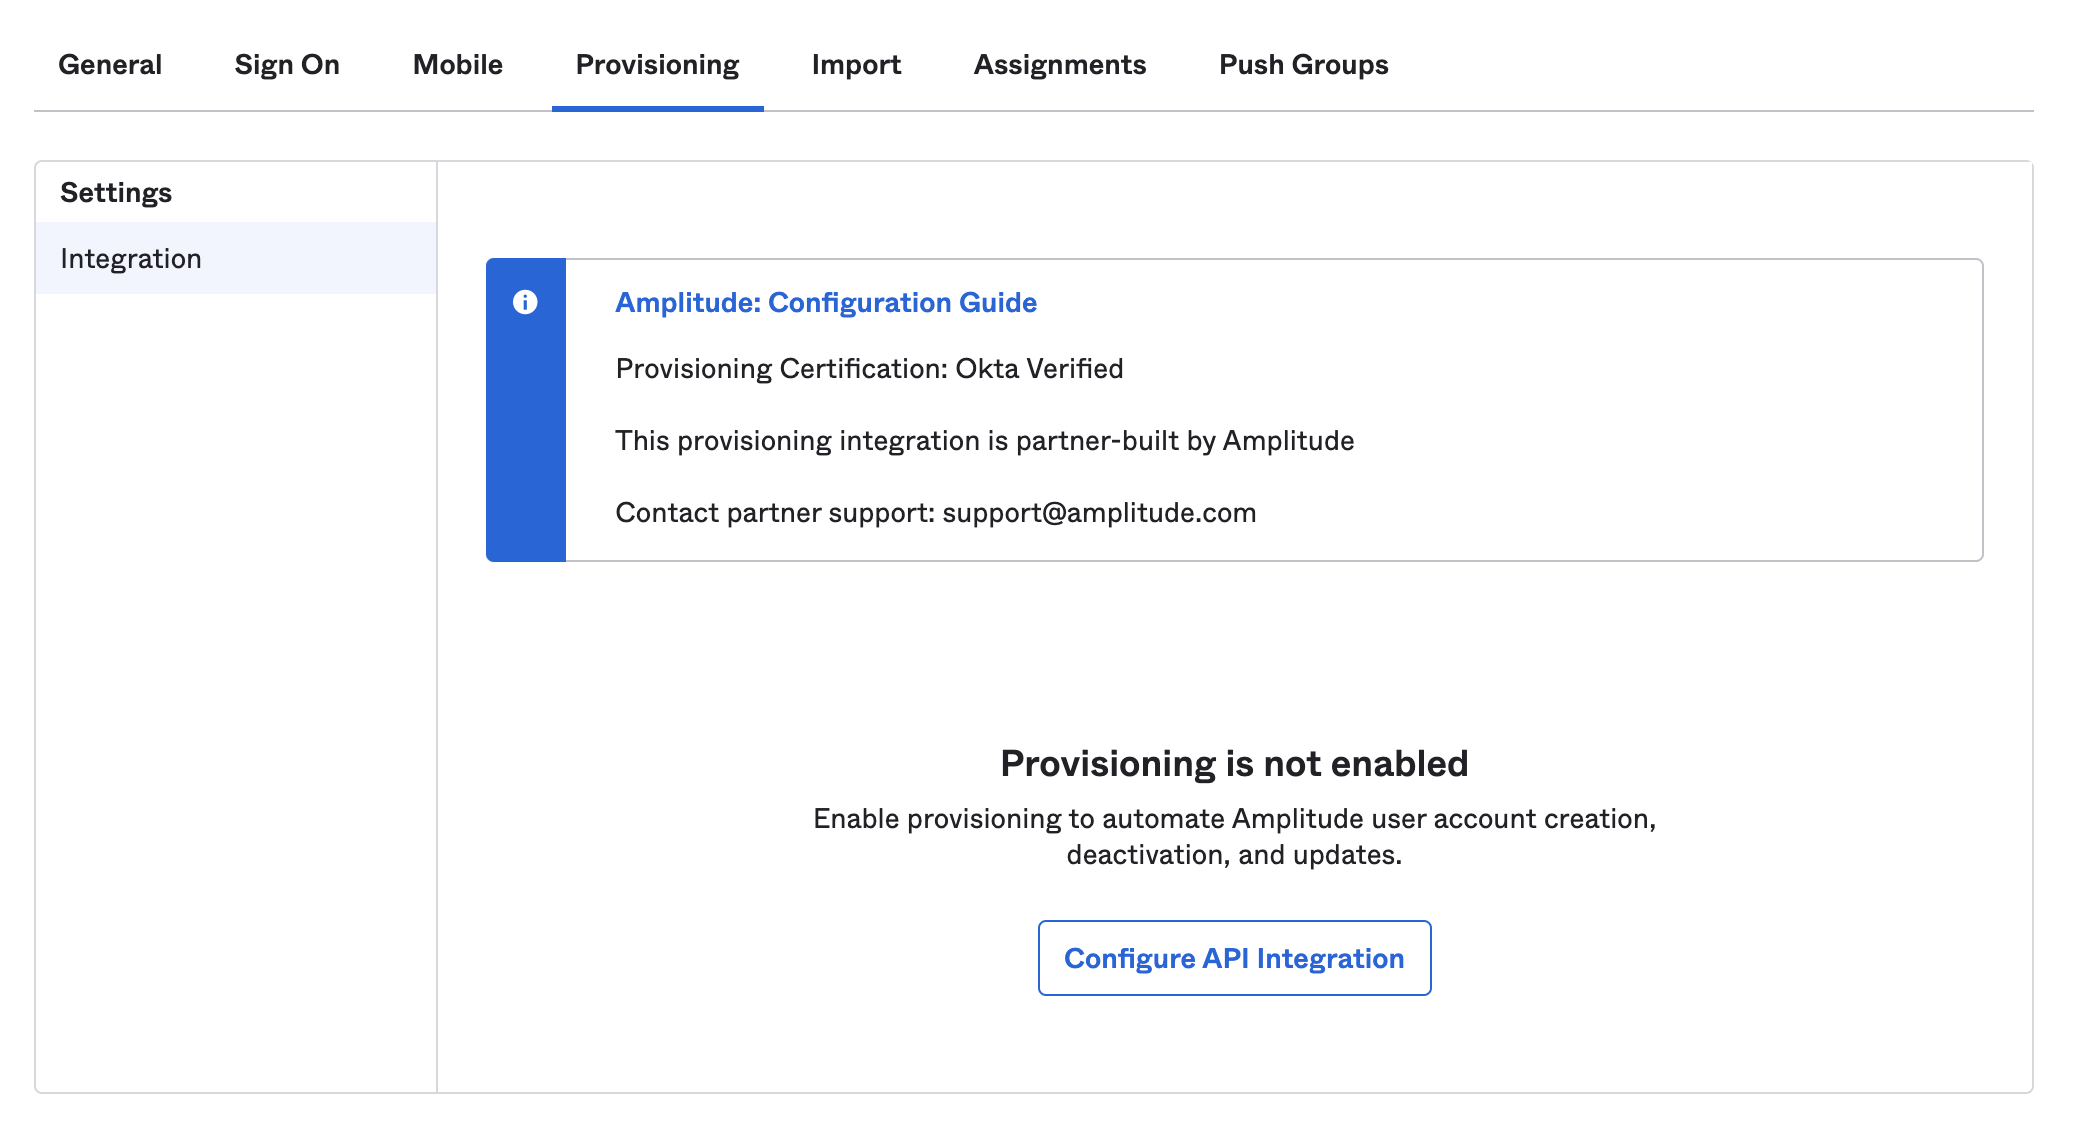 General Sign On Mobile Provisioning Import Assignments Push Groups
Settings
Integration
Amplitude: Configuration Guide
Provisioning Certification: Okta Verified
This provisioning integration is partner-built by Amplitude
Contact partner support: support@amplitude.com
Provisioning is not enabled
Enable provisioning to automate Amplitude user account creation,
deactivation, and updates.
Configure API Integration